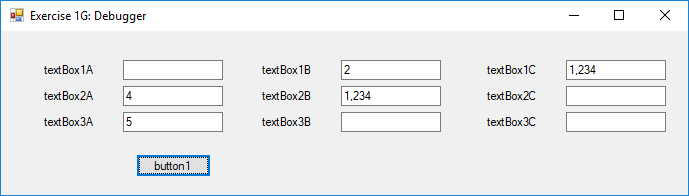 Exercise 1G: Debugger
textBox1A textBox1B 2 textBox1C 1,234
textBox2A 4 textBox2B 1,234 textBox2C
textBox3A 5 textBox3B textBox3C
button1